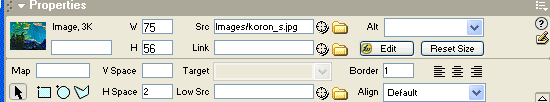 Properties
Image, 3K W 75 Src Images/koron_s.jpg Alt
H 56 Link Edit Reset Size
Map V Space Target Border 1
H Space 2 Low Src Align Default